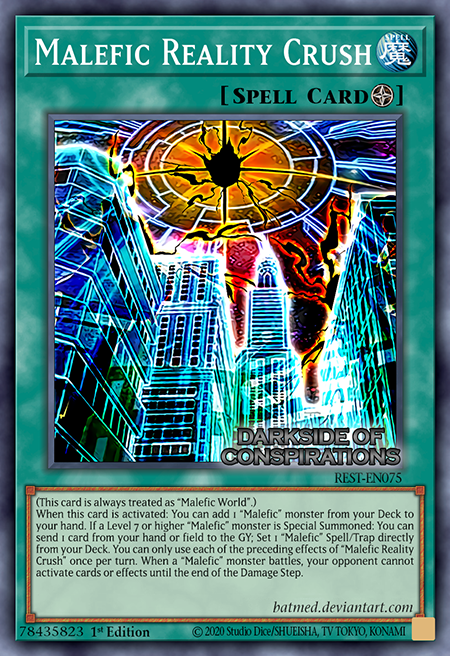 MALEFIC REALITY CRUSH
SPELL
魔
[SPELL CARD]
DARKSIDE OF
CONSPIRATIONS
REST-EN075
(This card is always treated as “Malefic World”.)
When this card is activated: You can add 1 “Malefic” monster from your Deck to
your hand. If a Level 7 or higher “Malefic” monster is Special Summoned: You can
send 1 card from your hand or field to the GY; Set 1 “Malefic” Spell/Trap directly
from your Deck. You can only use each of the preceding effects of “Malefic Reality
Crush” once per turn. When a “Malefic” monster battles, your opponent cannot
activate cards or effects until the end of the Damage Step.
batmed.deviantart.com
78435823 1st Edition ©2020 Studio Dice/SHUEISHA, TV TOKYO, KONAMI